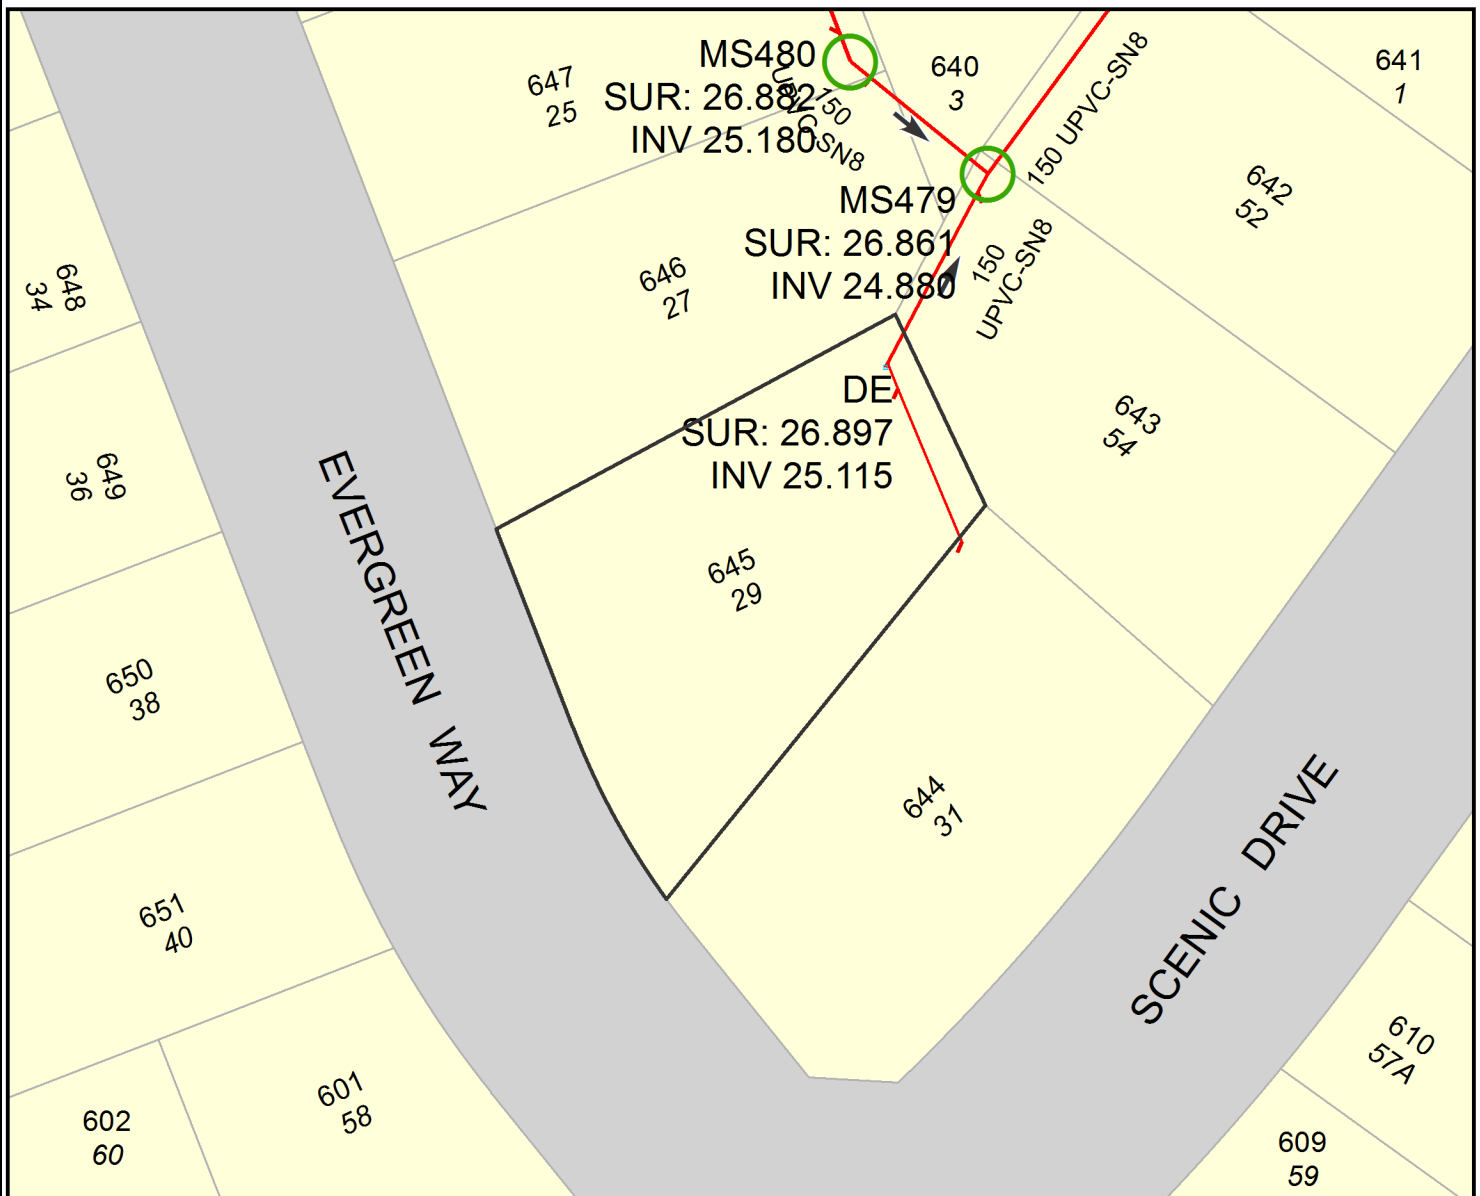 MS480
SUR: 26.882
INV 25.180
150
UPVC-SN8
647
25
640
3
641
1
150 UPVC-SN8
642
52
MS479
SUR: 26.861
INV 24.880
150
UPVC-SN8
648
34
646
27
DE
SUR: 26.897
INV 25.115
643
54
649
36
EVERGREEN WAY
645
29
650
38
644
31
SCENIC DRIVE
651
40
610
57A
601
58
602
60
609
59